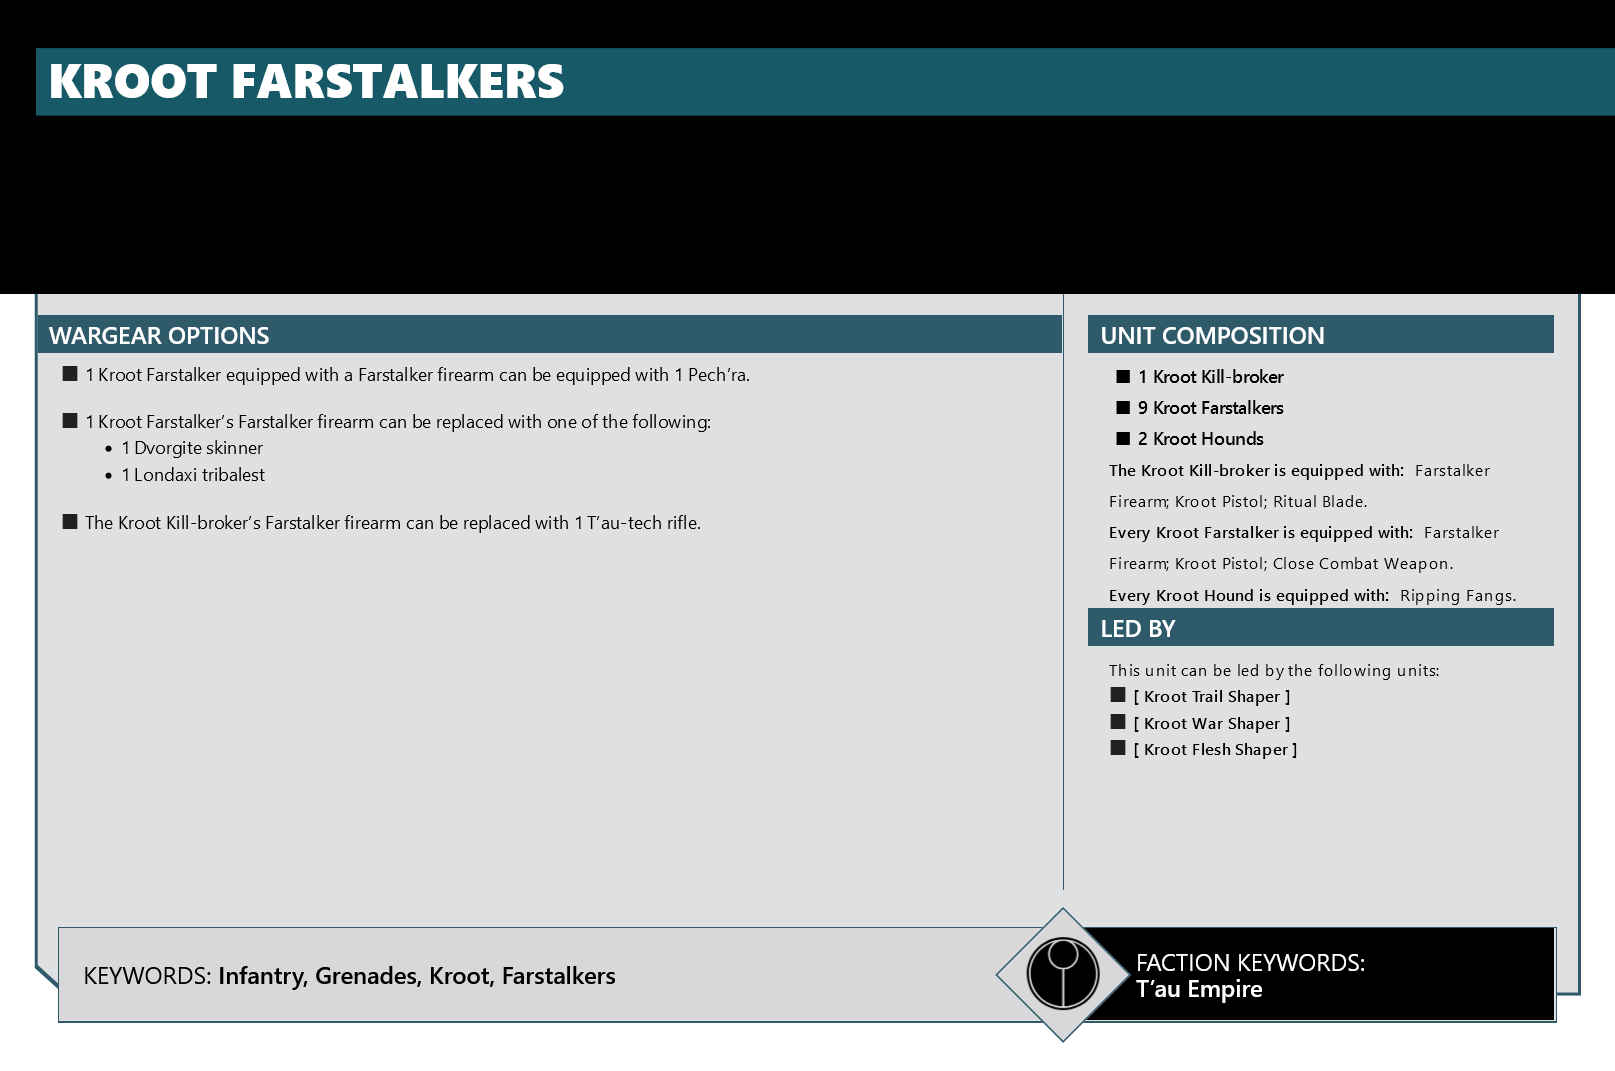 KROOT FARSTALKERS
WARGEAR OPTIONS
1 Kroot Farstalker equipped with a Farstalker firearm can be equipped with 1 Pech’ra.
1 Kroot Farstalker’s Farstalker firearm can be replaced with one of the following:
1 Dvorgite skinner
1 Londaxi tribalest
The Kroot Kill-broker’s Farstalker firearm can be replaced with 1 T’au-tech rifle.
UNIT COMPOSITION
1 Kroot Kill-broker
9 Kroot Farstalkers
2 Kroot Hounds
The Kroot Kill-broker is equipped with: Farstalker
Firearm; Kroot Pistol; Ritual Blade.
Every Kroot Farstalker is equipped with: Farstalker
Firearm; Kroot Pistol; Close Combat Weapon.
Every Kroot Hound is equipped with: Ripping Fangs.
LED BY
This unit can be led by the following units:
[ Kroot Trail Shaper ]
[ Kroot War Shaper ]
[ Kroot Flesh Shaper ]
KEYWORDS: Infantry, Grenades, Kroot, Farstalkers
FACTION KEYWORDS:
T’au Empire